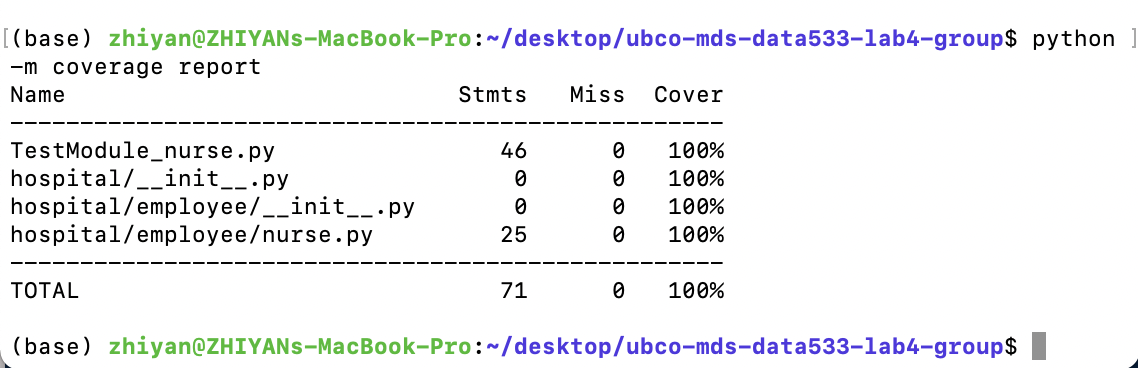 [(base) zhiyan@ZHIYANs-MacBook-Pro:~/desktop/ubco-mds-data533-lab4-group$ python ]
-m coverage report
Name                            Stmts   Miss  Cover
---------------------------------------------------
TestModule_nurse.py                46      0   100%
hospital/__init__.py                0      0   100%
hospital/employee/__init__.py       0      0   100%
hospital/employee/nurse.py         25      0   100%
---------------------------------------------------
TOTAL                              71      0   100%
(base) zhiyan@ZHIYANs-MacBook-Pro:~/desktop/ubco-mds-data533-lab4-group$